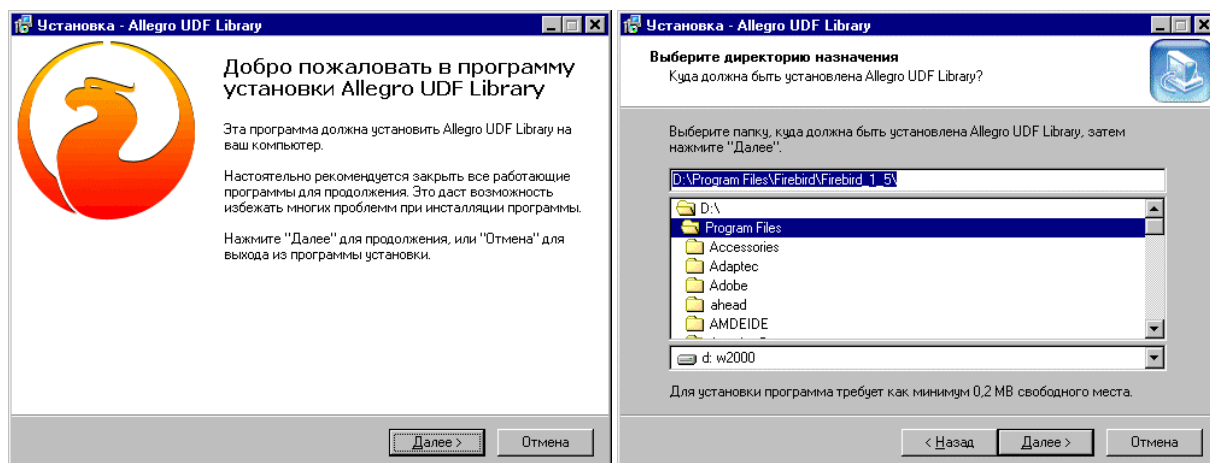 Установка - Allegro UDF Library
Добро пожаловать в программу
установки Allegro UDF Library
Эта программа должна установить Allegro UDF Library на
ваш компьютер.
Настоятельно рекомендуется закрыть все работающие
программы для продолжения. Это даст возможность
избежать многих проблемм при инсталляции программы.
Нажмите "Далее" для продолжения, или "Отмена" для
выхода из программы установки.
Далее >
Отмена
Установка - Allegro UDF Library
Выберите директорию назначения
Куда должна быть установлена Allegro UDF Library?
Выберите папку, куда должна быть установлена Allegro UDF Library, затем
нажмите "Далее".
D:\Program Files\Firebird\Firebird_1_5\
D:\
Program Files
Accessories
Adaptec
Adobe
ahead
AMDEIDE
d: w2000
Для установки программа требует как минимум 0,2 MB свободного места.
< Назад
Далее >
Отмена